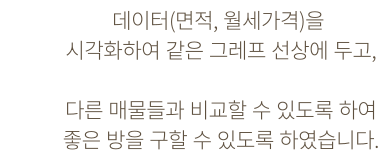 데이터(면적, 월세가격)을
시각화하여 같은 그레프 선상에 두고,
다른 매물들과 비교할 수 있도록 하여
좋은 방을 구할 수 있도록 하였습니다.